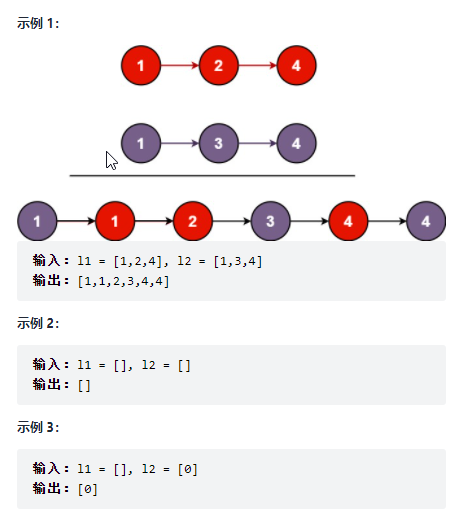 示例 1：
1 2 4
1 3 4
1 1 2 3 4 4
输入：l1 = [1,2,4], l2 = [1,3,4]
输出：[1,1,2,3,4,4]
示例 2：
输入：l1 = [], l2 = []
输出：[]
示例 3：
输入：l1 = [], l2 = [0]
输出：[0]